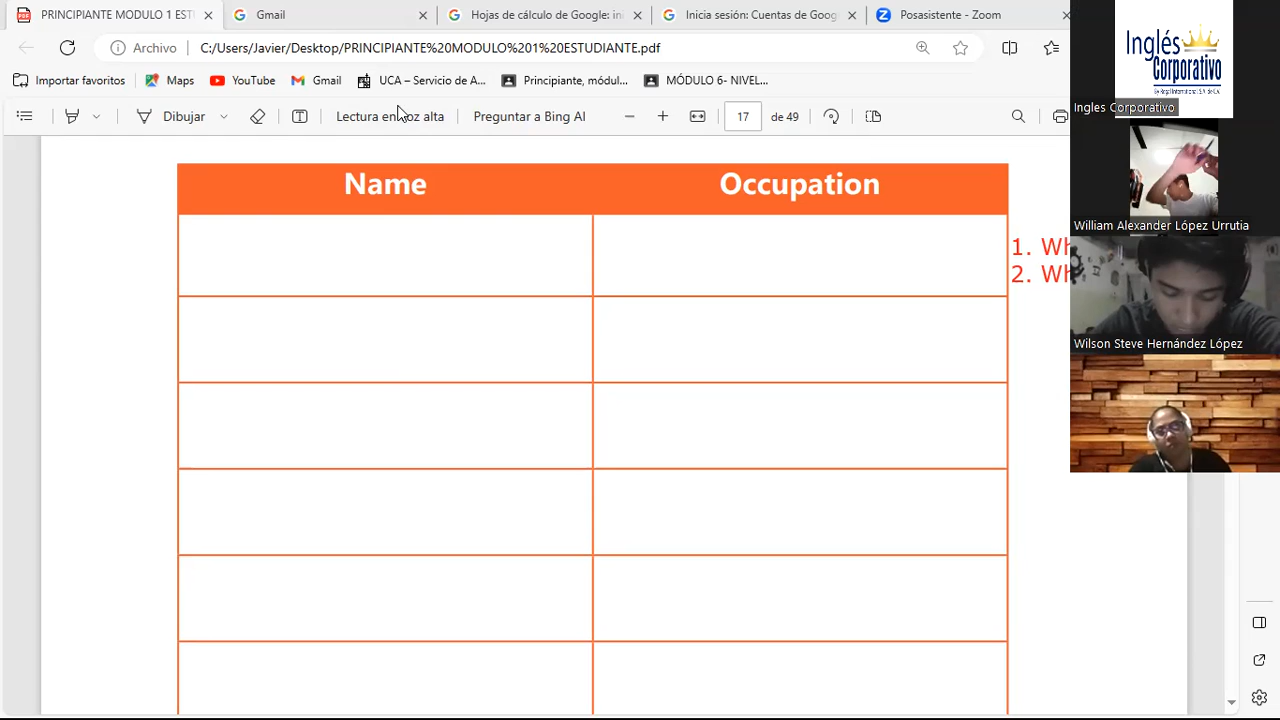 PRINCIPIANTE MODULO 1 EST
Gmail
Hojas de cálculo de Google: ini
Inicia sesión: Cuentas de Goog
Posasistente - Zoom
Archivo
C:/Users/Javier/Desktop/PRINCIPIANTE%20MODULO%201%20ESTUDIANTE.pdf
Importar favoritos
Maps
YouTube
Gmail
UCA – Servicio de A...
Principiante, módul...
MÓDULO 6- NIVEL...
Dibujar
Lectura en voz alta
Preguntar a Bing AI
17
de 49
Name
Occupation
1. Wh
2. Wh
Inglés
Corporativo
Ingles Corporativo
William Alexander López Urrutia
Wilson Steve Hernández López